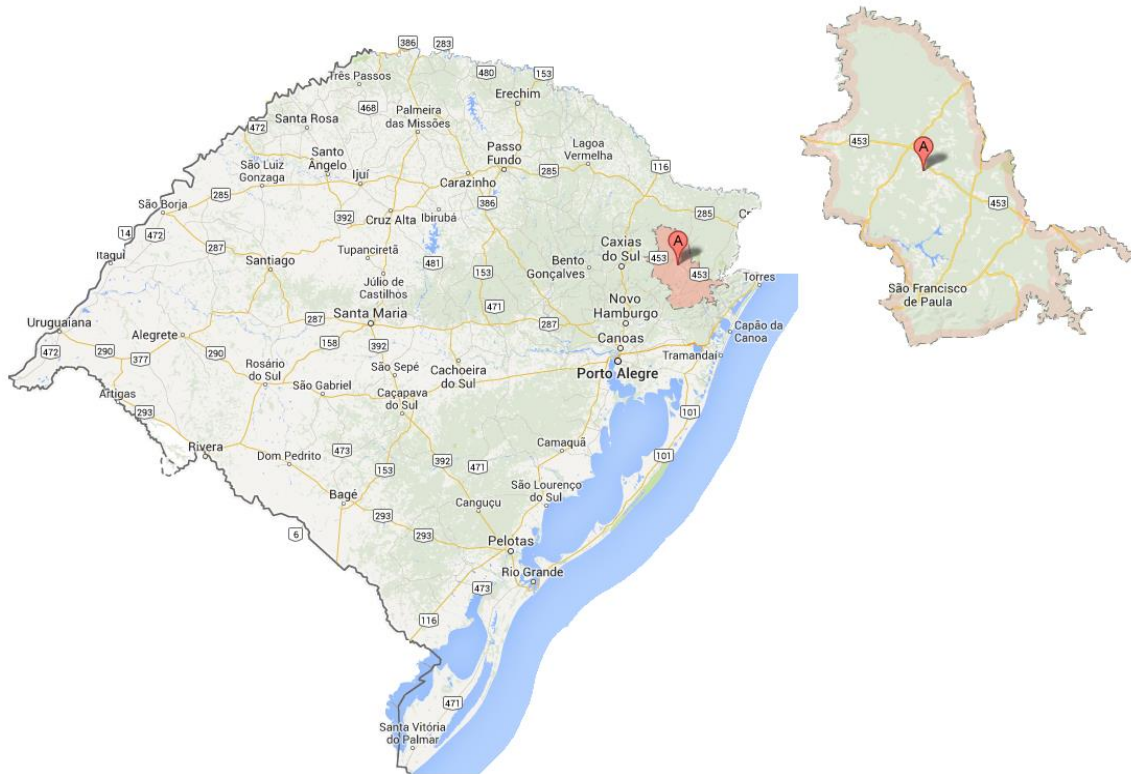 386
283
480
153
Três Passos
Erechim
468
Palmeira
das Missões
Santa Rosa
472
Passo
Fundo
Lagoa
Vermelha
Santo
Ângelo
São Luiz
Gonzaga
Ijuí
Carazinho
285
116
285
São Borja
386
285
392
Cruz Alta
Ibirubá
Cr
14
472
Itaqui
287
Tupanciretã
481
Caxias
do Sul
453
A
Santiago
Bento
Gonçalves
153
453
Júlio de
Castilhos
Torres
471
Novo
Hamburgo
Uruguaiana
287
Santa Maria
287
Capão da
Canoa
Alegrete
158
392
Canoas
472
290
377
290
Tramandaí
Rosário
do Sul
São Sepé
Cachoeira
do Sul
Porto Alegre
São Gabriel
Caçapava
do Sul
Artigas
293
101
Rivera
Camaquã
473
Dom Pedrito
153
392
471
101
São Lourenço
do Sul
Bagé
Canguçu
293
6
293
Pelotas
Rio Grande
473
116
471
Santa Vitória
do Palmar
453
A
453
São Francisco
de Paula